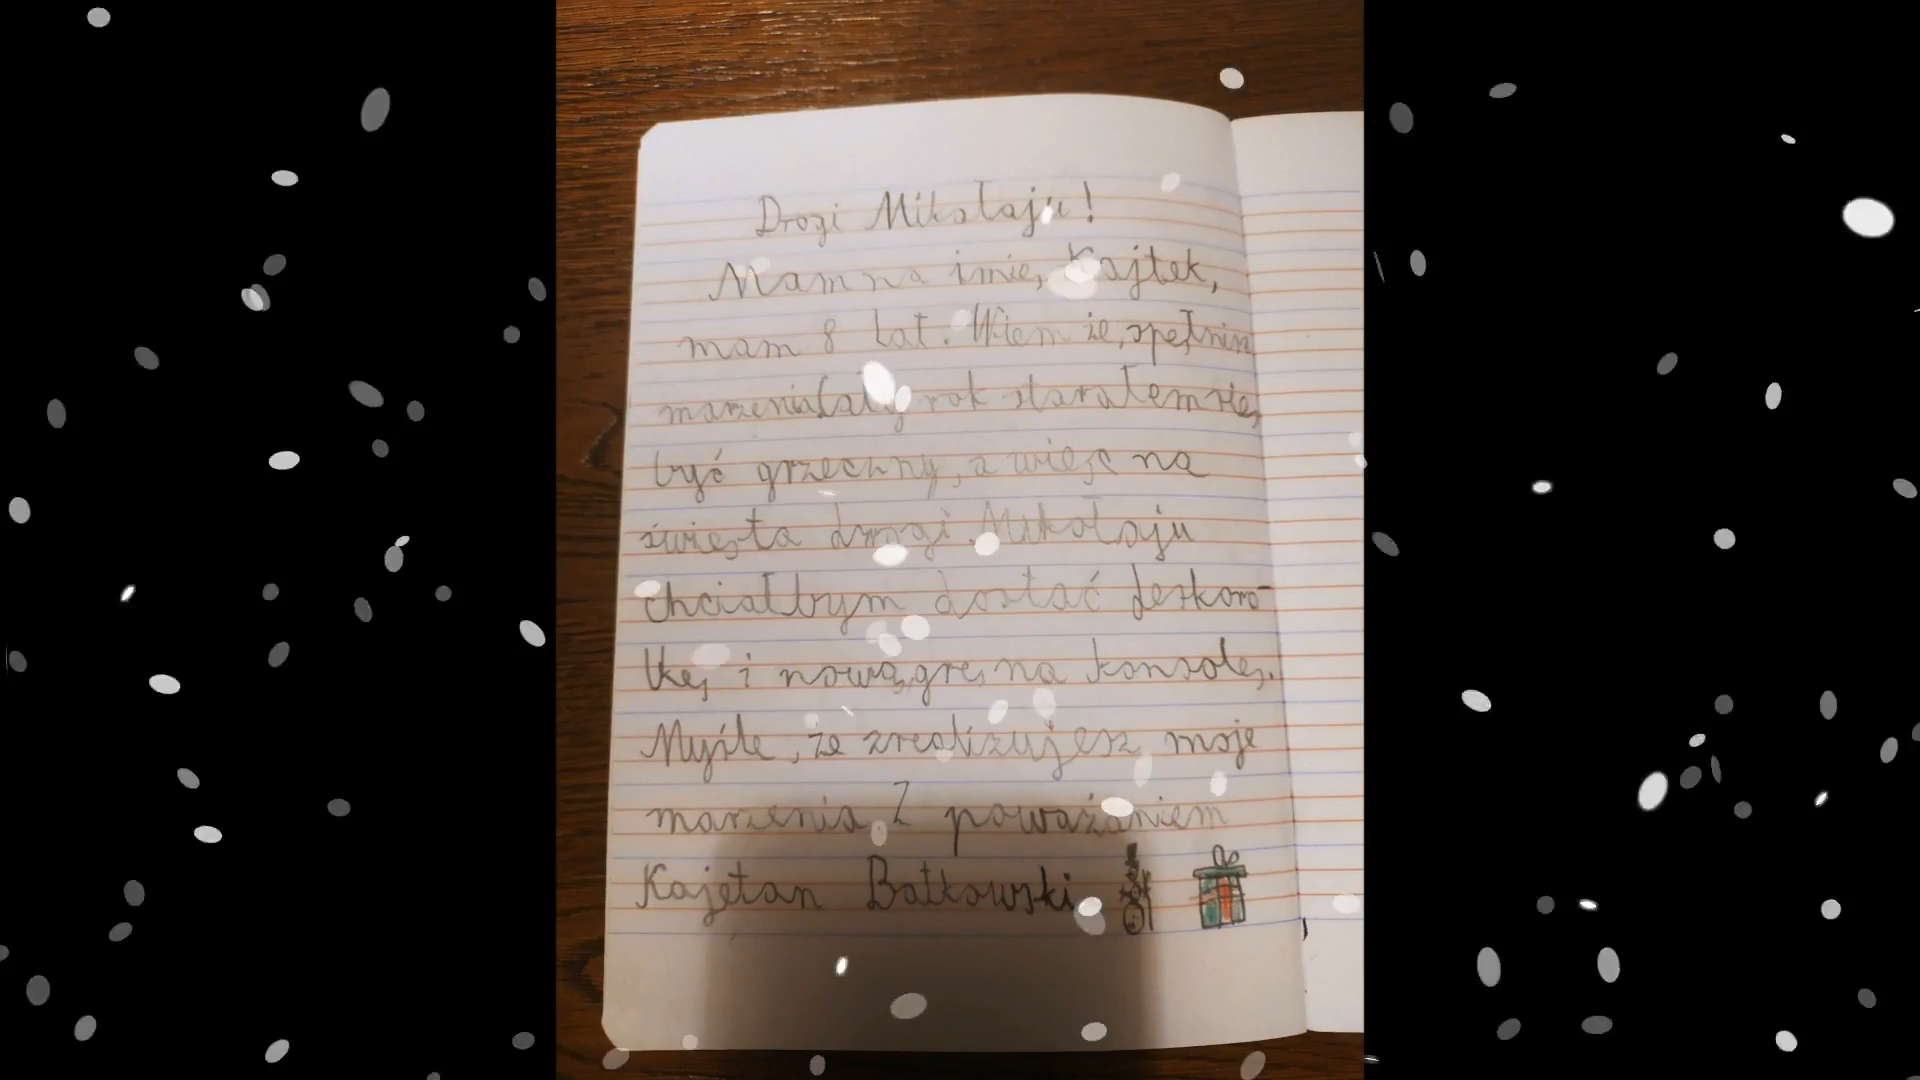 Drogi Mikołaju!
Mam na imię Kajtek,
mam 8 lat. Wiem że, spełnisz
marzenia Cały rok starałem się,
być grzeczny, a więc na
święta drogi Mikołaju
chciałbym dostać deskoro-
lkę i nową grę na konsolę.
Myślę, że zrealizujesz moje
marzenia Z poważaniem
Kajetan Batkowski